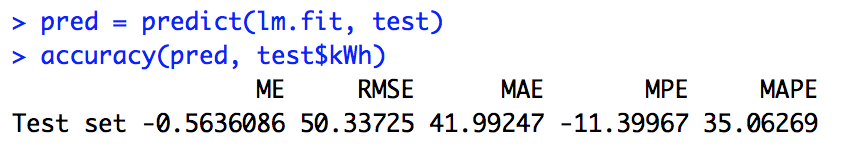 > pred = predict(lm.fit, test)
> accuracy(pred, test$kWh)
ME RMSE MAE MPE MAPE
Test set -0.5636086 50.33725 41.99247 -11.39967 35.06269